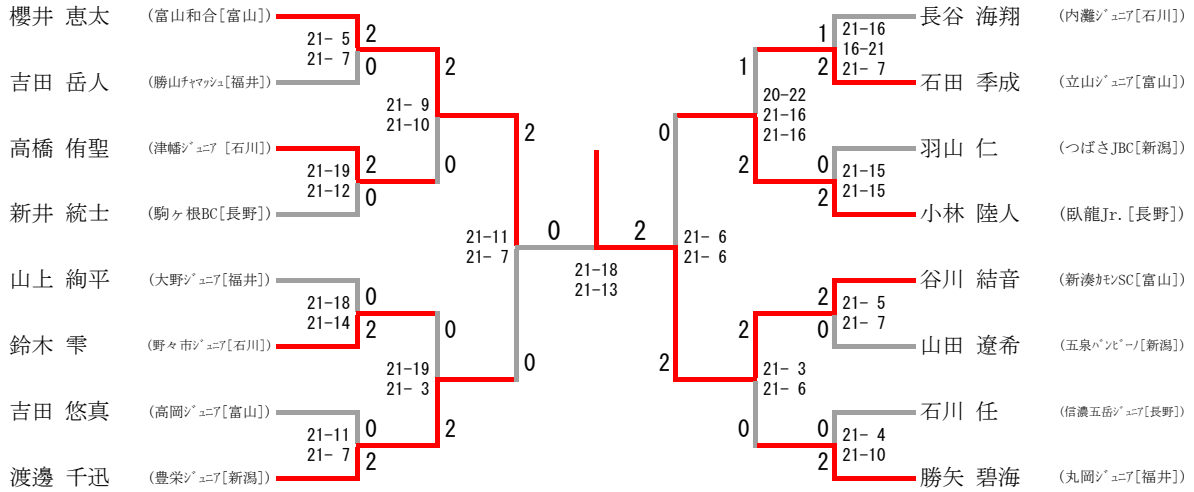 櫻井 恵太 (富山和合[富山])
21- 5 2
21- 7 0
吉田 岳人 (勝山ﾁｬﾏｯｼｭ[福井])
2
21- 9
21-10
0
高橋 侑聖 (津幡ｼﾞｭﾆｱ [石川])
21-19 2
21-12 0
新井 統士 (駒ヶ根BC[長野])
2
21-11
21- 7
0
山上 絢平 (大野ｼﾞｭﾆｱ[福井])
21-18 0
21-14 2
鈴木 雫 (野々市ｼﾞｭﾆｱ[石川])
0
21-19
21- 3
2
吉田 悠真 (高岡ｼﾞｭﾆｱ[富山])
21-11 0
21- 7 2
渡邊 千迅 (豊栄ｼﾞｭﾆｱ[新潟])
0 2
21-18
21-13
長谷 海翔 (内灘ｼﾞｭﾆｱ[石川])
1 21-16
16-21
2 21- 7
石田 季成 (立山ｼﾞｭﾆｱ[富山])
1
20-22
21-16
21-16
2
羽山 仁 (つばさJBC[新潟])
0 21-15
21-15
2
小林 陸人 (臥龍Jr.[長野])
0
21- 6
21- 6
2
谷川 結音 (新湊ｶﾓﾝSC[富山])
2 21- 5
0 21- 7
山田 遼希 (五泉ﾊﾞﾝﾋﾞｰﾉ[新潟])
2
21- 3
21- 6
0
石川 任 (信濃五岳ｼﾞｭﾆｱ[長野])
0 21- 4
2 21-10
勝矢 碧海 (丸岡ｼﾞｭﾆｱ[福井])